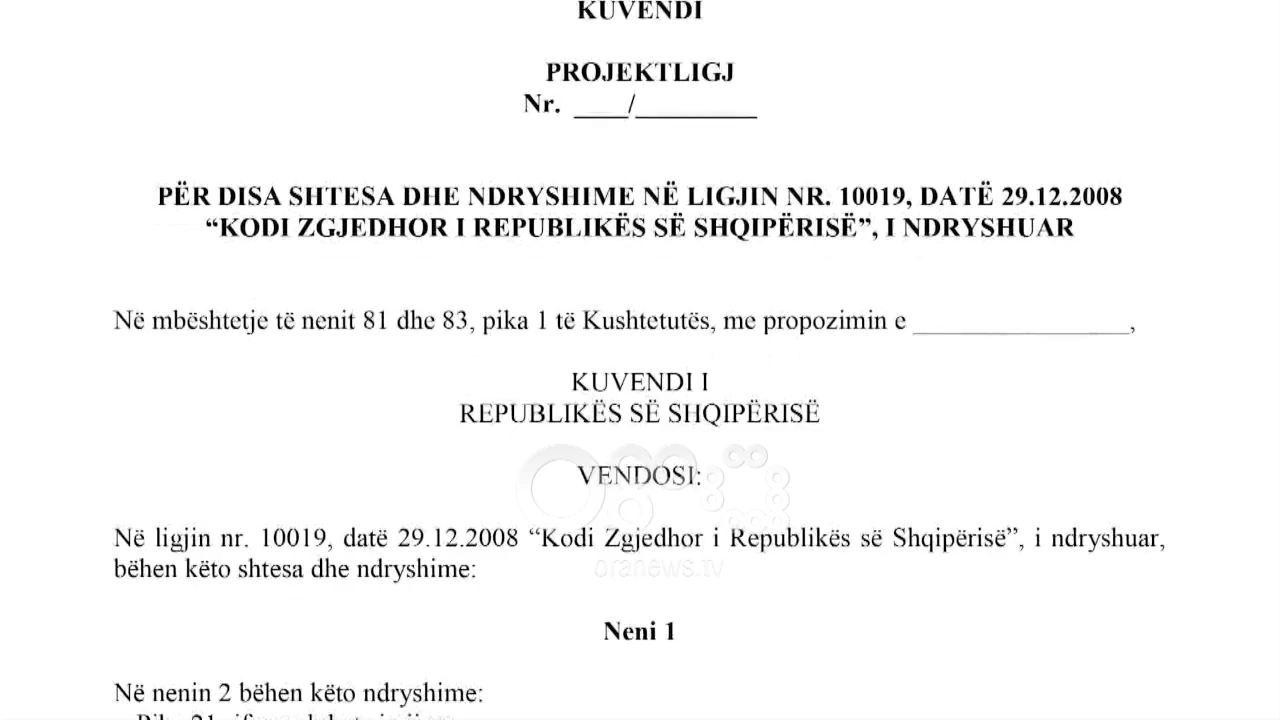 KUVENDI
PROJEKTLIGJ
Nr. ____/_________
PËR DISA SHTESA DHE NDRYSHIME NË LIGJIN NR. 10019, DATË 29.12.2008
“KODI ZGJEDHOR I REPUBLIKËS SË SHQIPËRISË”, I NDRYSHUAR
Në mbështetje të nenit 81 dhe 83, pika 1 të Kushtetutës, me propozimin e ________________,
KUVENDI I
REPUBLIKËS SË SHQIPËRISË
VENDOSI:
Në ligjin nr. 10019, datë 29.12.2008 “Kodi Zgjedhor i Republikës së Shqipërisë”, i ndryshuar,
bëhen këto shtesa dhe ndryshime:
oranews.tv
Neni 1
Në nenin 2 bëhen këto ndryshime: